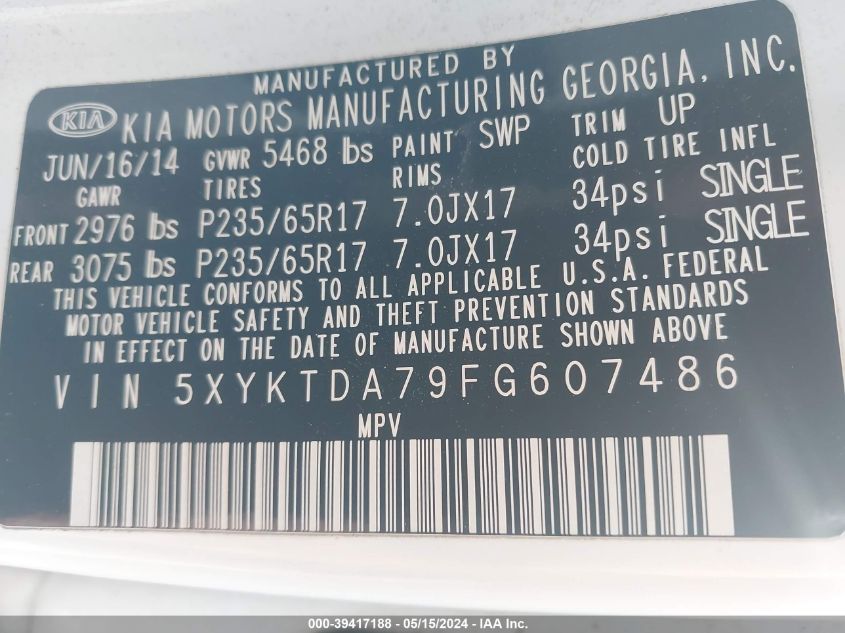 MANUFACTURED BY
KIA KIA MOTORS MANUFACTURING GEORGIA, INC.
JUN/16/14 GVWR 5468 lbs PAINT SWP TRIM UP
GAWR TIRES RIMS COLD TIRE INFL
FRONT 2976 lbs P235/65R17 7.0JX17 34psi SINGLE
REAR 3075 lbs P235/65R17 7.0JX17 34psi SINGLE
THIS VEHICLE CONFORMS TO ALL APPLICABLE U.S.A. FEDERAL
MOTOR VEHICLE SAFETY AND THEFT PREVENTION STANDARDS
IN EFFECT ON THE DATE OF MANUFACTURE SHOWN ABOVE
VIN 5XYKTDA79FG607486
MPV
000-39417188 - 05/15/2024 - IAA Inc.